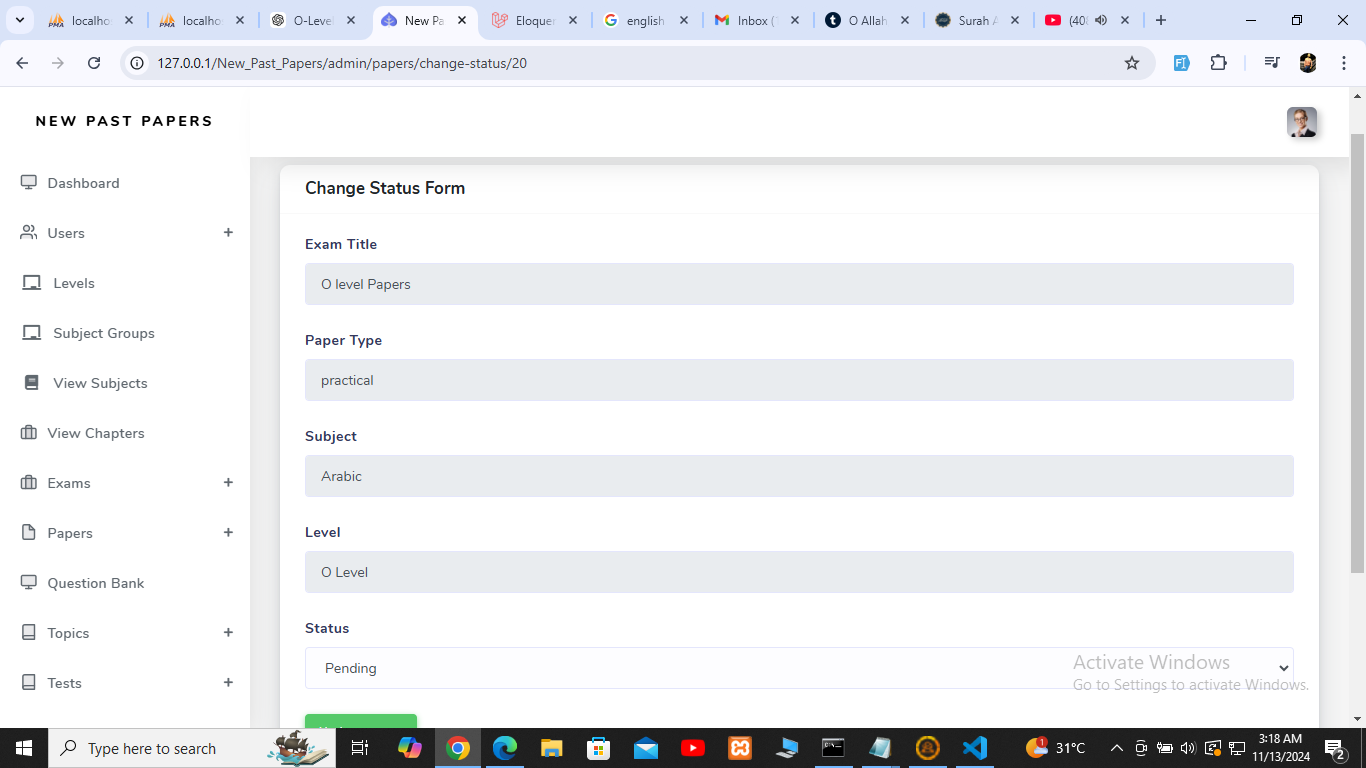 localho
localho
O-Leve
New Pa
Eloque
english
Inbox (
O Allah
Surah A
(40
127.0.0.1/New_Past_Papers/admin/papers/change-status/20
NEW PAST PAPERS
Dashboard
Users +
Levels
Subject Groups
View Subjects
View Chapters
Exams +
Papers +
Question Bank
Topics +
Tests +
Change Status Form
Exam Title
O level Papers
Paper Type
practical
Subject
Arabic
Level
O Level
Status
Pending
Activate Windows
Go to Settings to activate Windows.
Type here to search
31°C
3:18 AM
11/13/2024
2